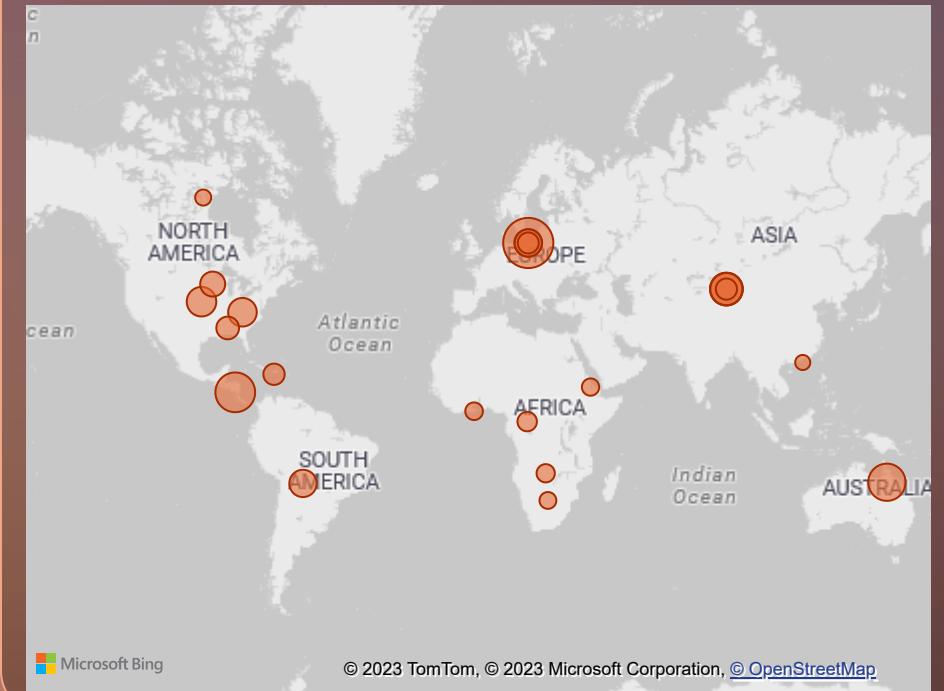 c
n
NORTH
AMERICA
EUROPE
ASIA
Atlantic
Ocean
cean
AFRICA
SOUTH
AMERICA
Indian
Ocean
AUSTRALIA
Microsoft Bing
© 2023 TomTom, © 2023 Microsoft Corporation, © OpenStreetMap